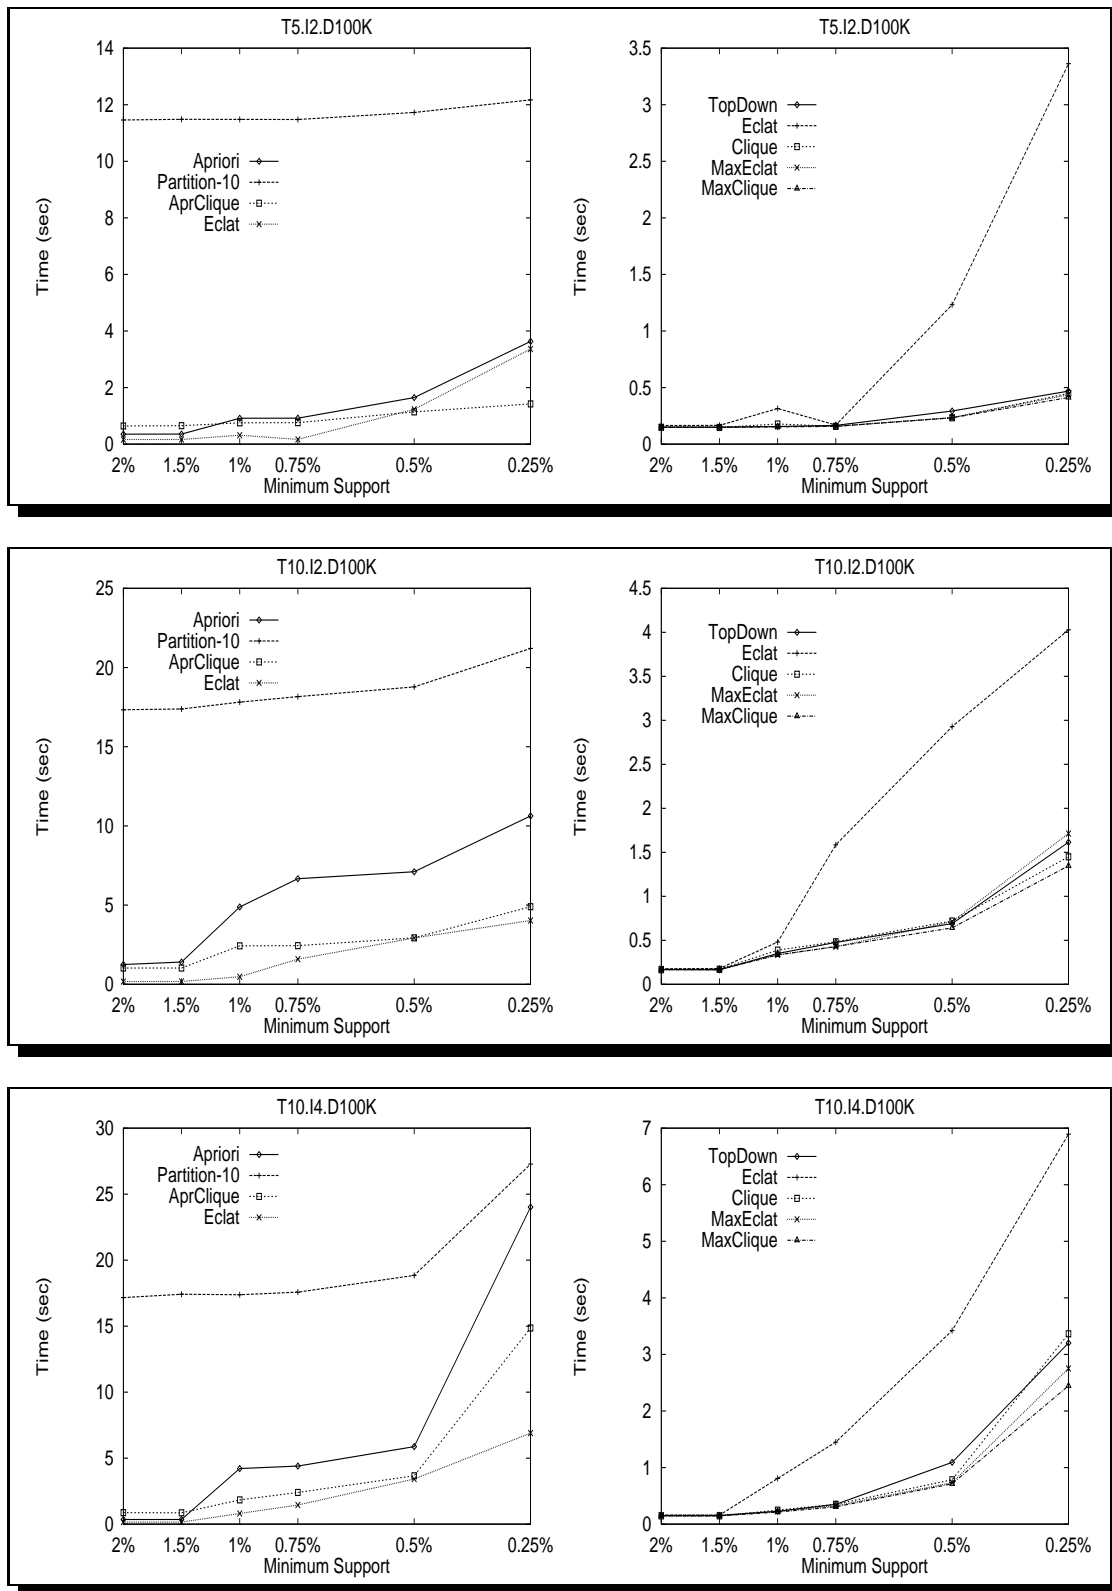 T5.I2.D100K
14
12
10
8
6
4
2
0
Time (sec)
Apriori
Partition-10
AprClique
Eclat
2% 1.5% 1% 0.75% 0.5% 0.25%
Minimum Support
T5.I2.D100K
3.5
3
2.5
2
1.5
1
0.5
0
Time (sec)
TopDown
Eclat
Clique
MaxEclat
MaxClique
2% 1.5% 1% 0.75% 0.5% 0.25%
Minimum Support
T10.I2.D100K
25
20
15
10
5
0
Time (sec)
Apriori
Partition-10
AprClique
Eclat
2% 1.5% 1% 0.75% 0.5% 0.25%
Minimum Support
T10.I2.D100K
4.5
4
3.5
3
2.5
2
1.5
1
0.5
0
Time (sec)
TopDown
Eclat
Clique
MaxEclat
MaxClique
2% 1.5% 1% 0.75% 0.5% 0.25%
Minimum Support
T10.I4.D100K
30
25
20
15
10
5
0
Time (sec)
Apriori
Partition-10
AprClique
Eclat
2% 1.5% 1% 0.75% 0.5% 0.25%
Minimum Support
T10.I4.D100K
7
6
5
4
3
2
1
0
Time (sec)
TopDown
Eclat
Clique
MaxEclat
MaxClique
2% 1.5% 1% 0.75% 0.5% 0.25%
Minimum Support